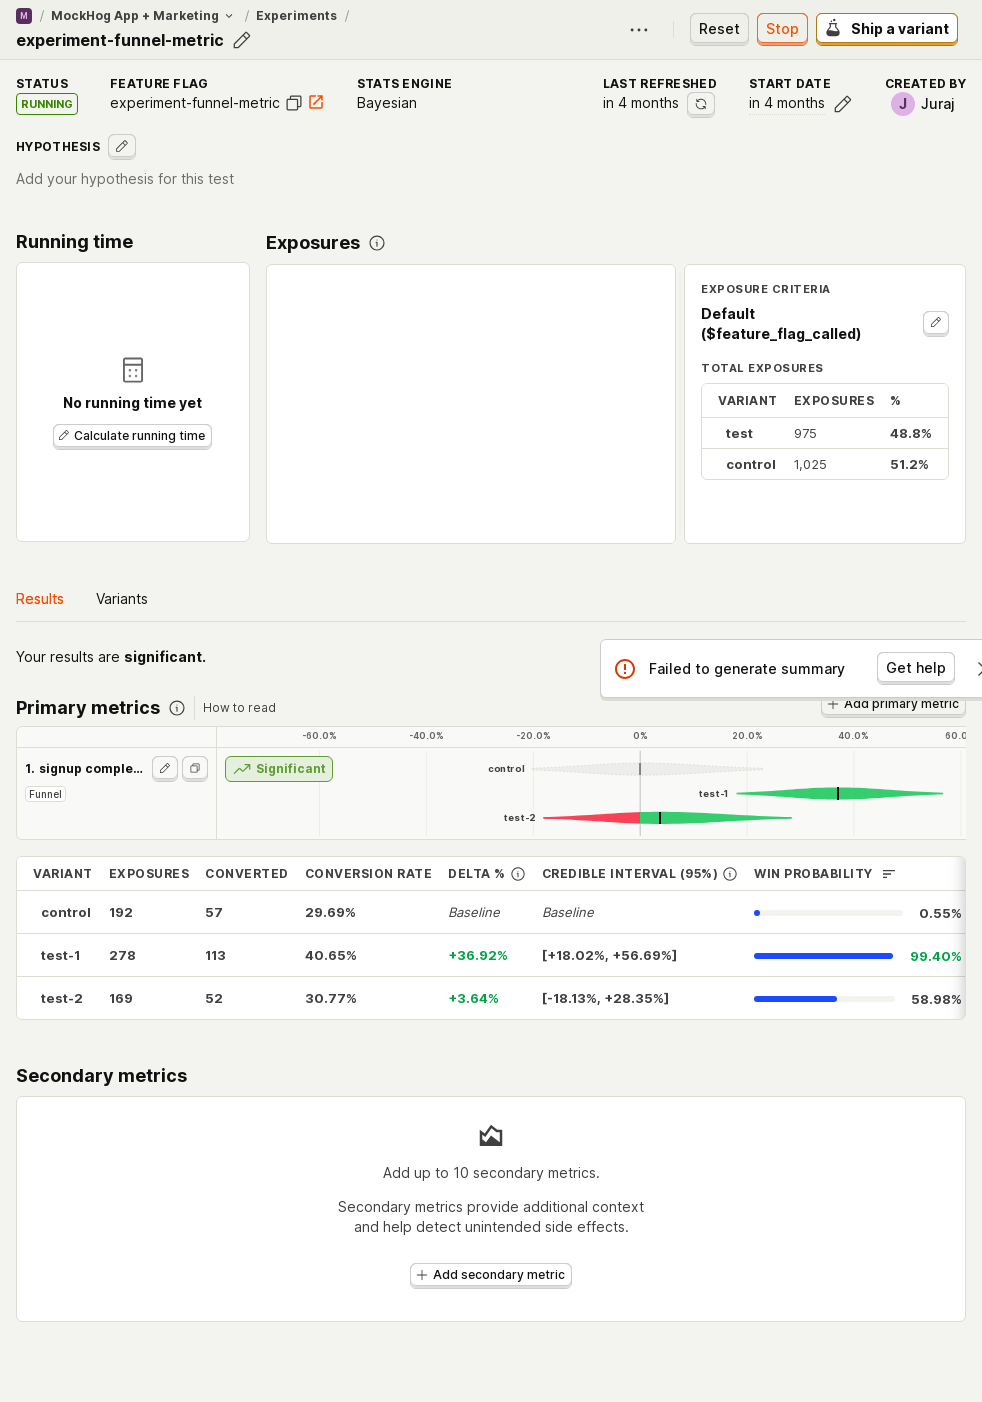 M / MockHog App + Marketing / Experiments /
experiment-funnel-metric
Reset
Stop
Ship a variant
STATUS
RUNNING
FEATURE FLAG
experiment-funnel-metric
STATS ENGINE
Bayesian
LAST REFRESHED
in 4 months
START DATE
in 4 months
CREATED BY
J Juraj
HYPOTHESIS
Add your hypothesis for this test
Running time
No running time yet
Calculate running time
Exposures
EXPOSURE CRITERIA
Default
($feature_flag_called)
TOTAL EXPOSURES
VARIANT EXPOSURES %
test 975 48.8%
control 1,025 51.2%
Results Variants
Your results are significant.
Failed to generate summary Get help
Primary metrics How to read
Add primary metric
-60.0% -40.0% -20.0% 0% 20.0% 40.0% 60.0
1. signup comple...
Funnel
Significant
control
test-1
test-2
VARIANT EXPOSURES CONVERTED CONVERSION RATE DELTA % CREDIBLE INTERVAL (95%) WIN PROBABILITY
control 192 57 29.69% Baseline Baseline 0.55%
test-1 278 113 40.65% +36.92% [+18.02%, +56.69%] 99.40%
test-2 169 52 30.77% +3.64% [-18.13%, +28.35%] 58.98%
Secondary metrics
Add up to 10 secondary metrics.
Secondary metrics provide additional context
and help detect unintended side effects.
Add secondary metric